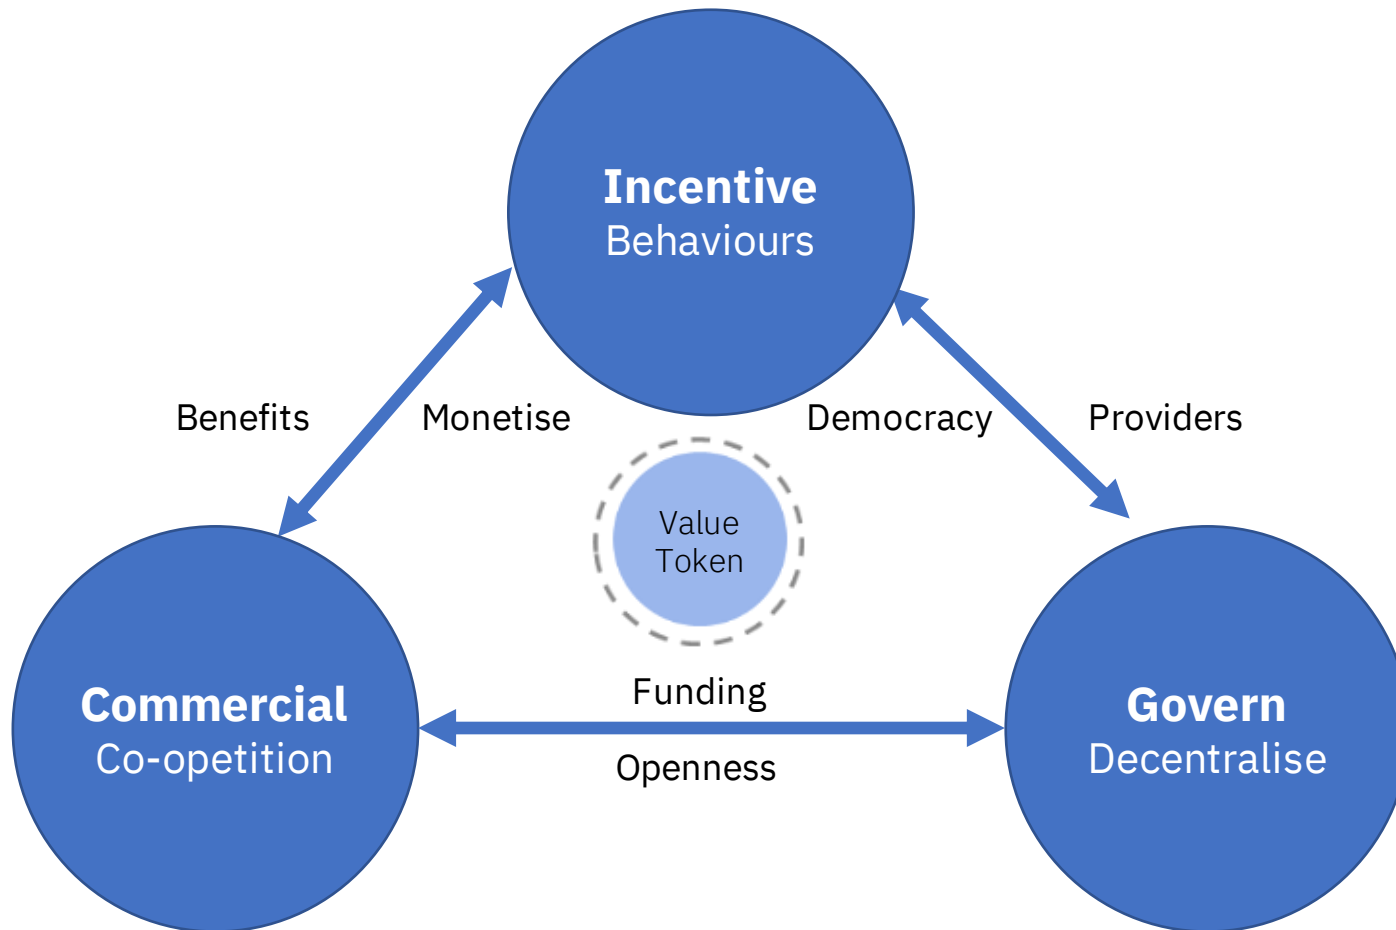 Incentive
Behaviours
Benefits
Monetise
Democracy
Providers
Value
Token
Funding
Openness
Commercial
Co-opetition
Govern
Decentralise